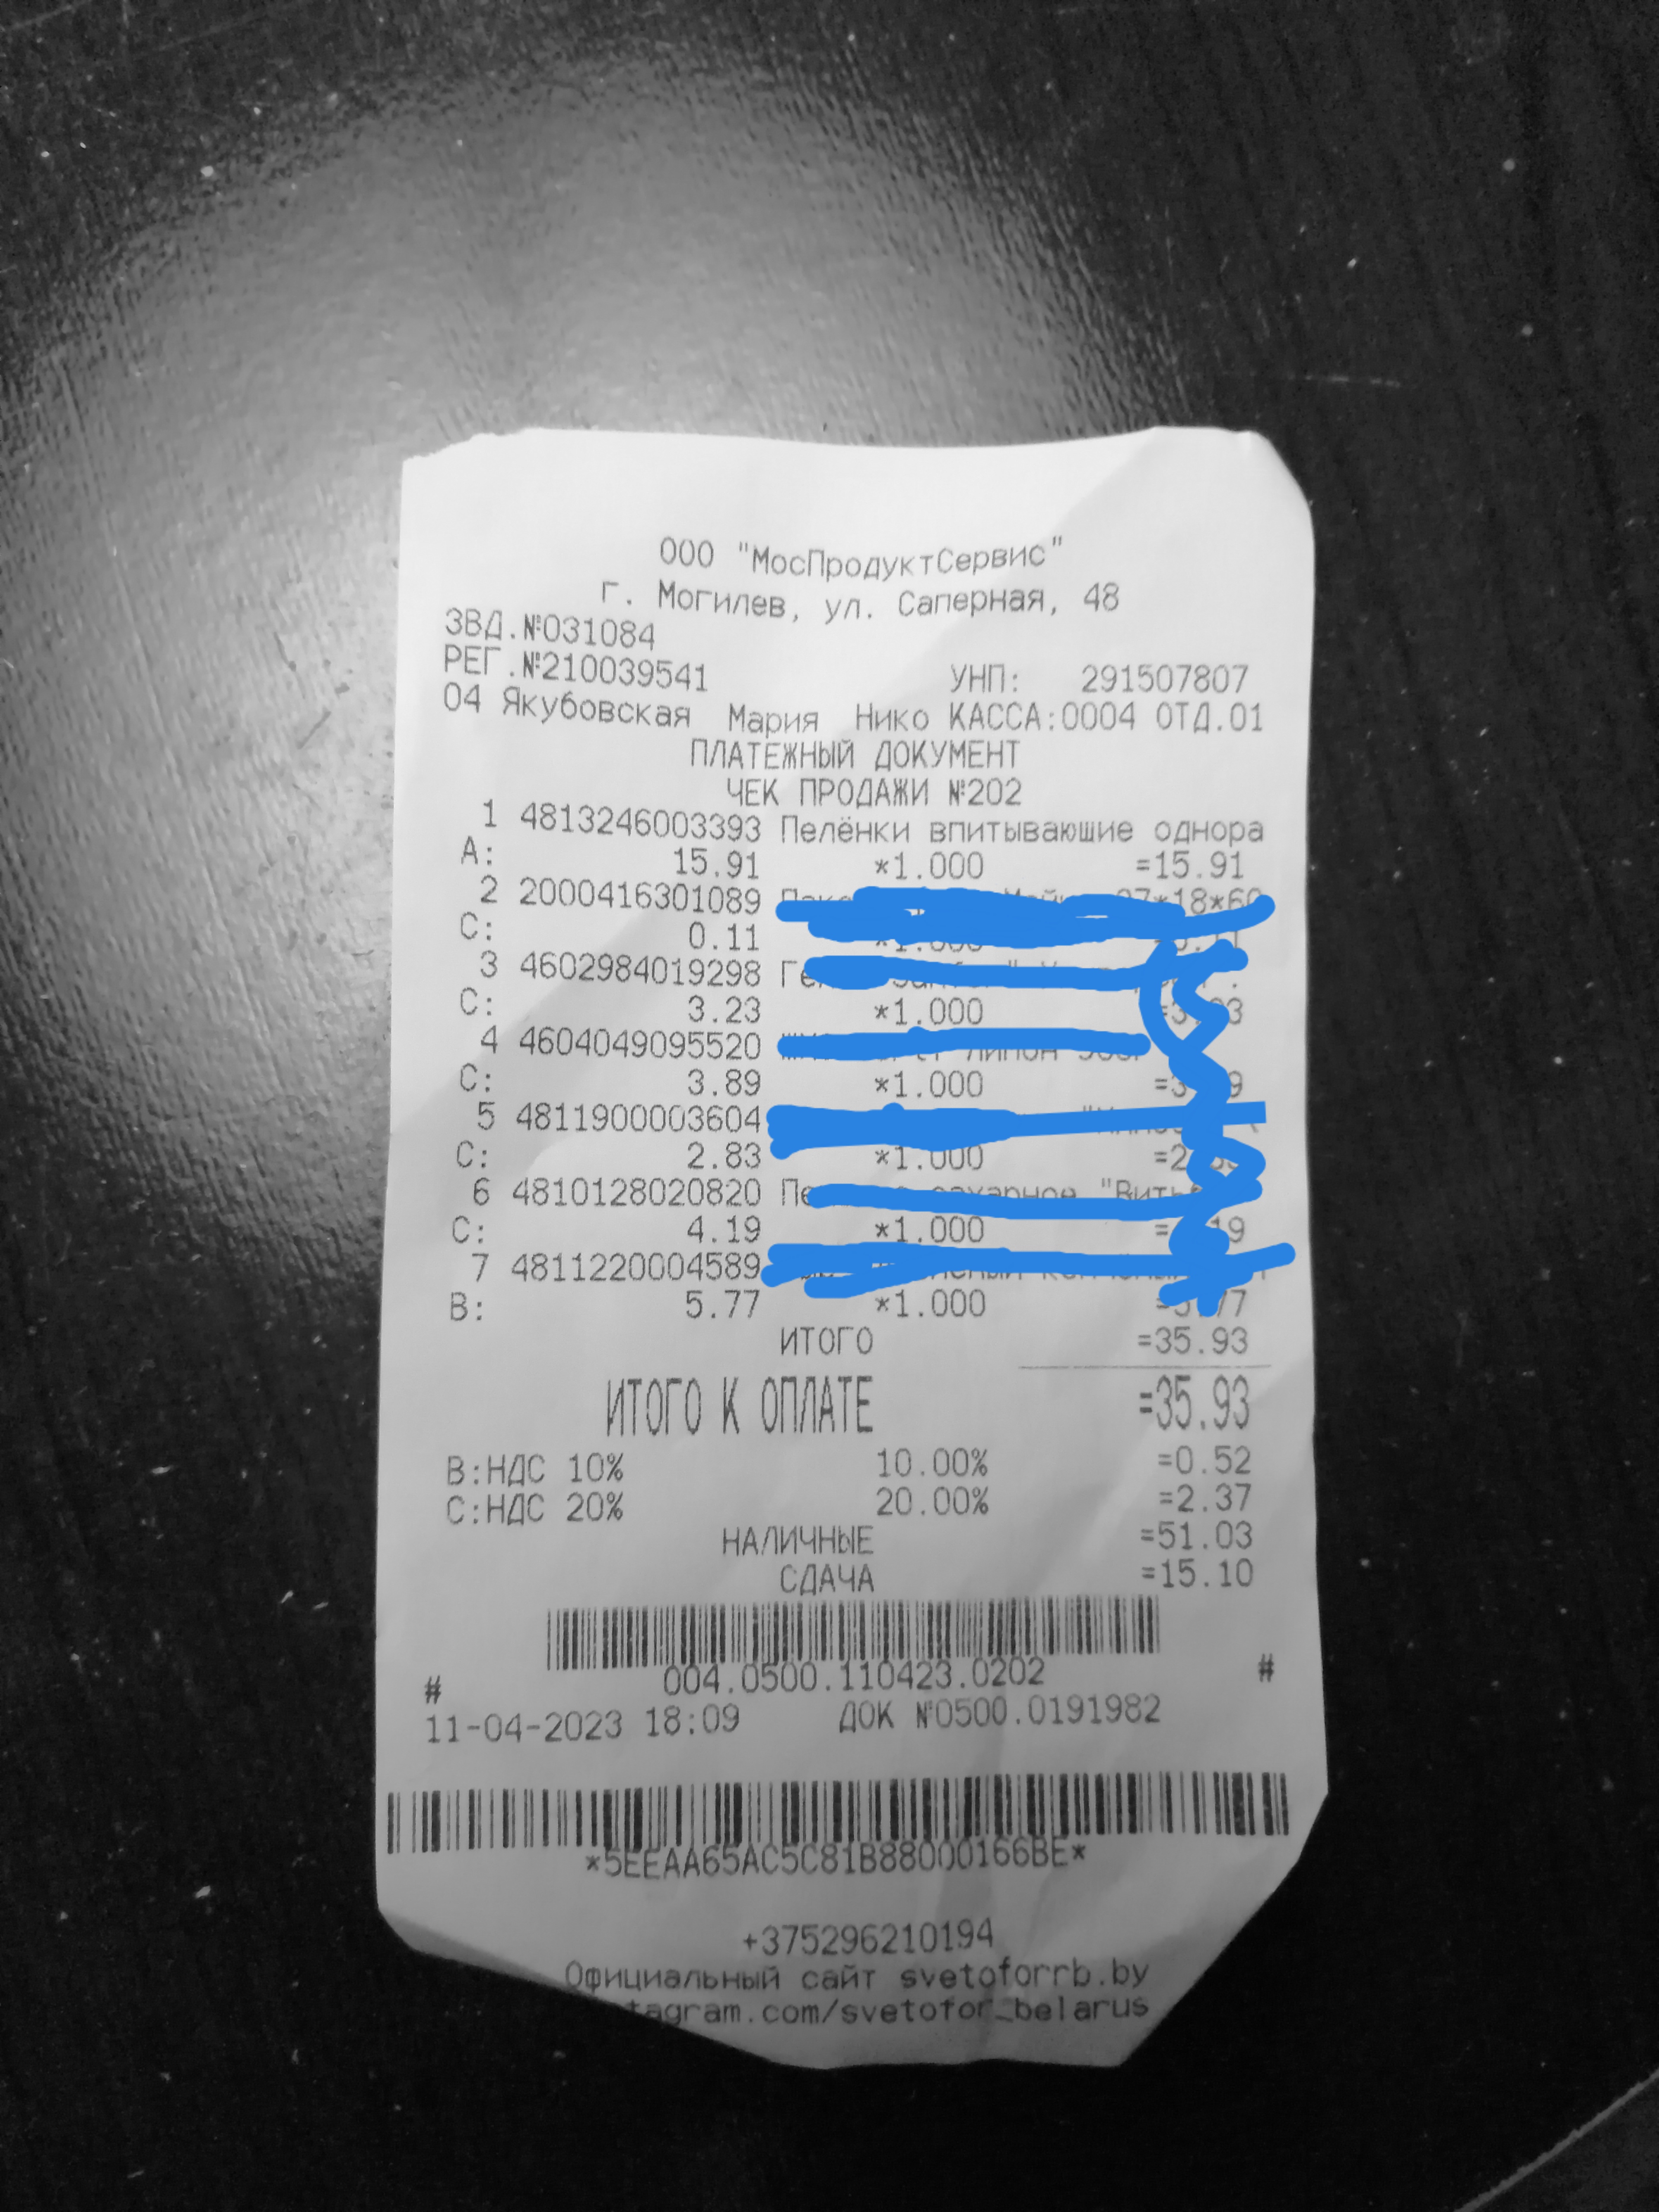 ООО "МосПродуктСервис"
г. Могилев, ул. Саперная, 48
ЗВД.№031084
РЕГ.№210039541 УНП: 291507807
04 Якубовская Мария Нико КАССА:0004 ОТД.01
ПЛАТЕЖНЫЙ ДОКУМЕНТ
ЧЕК ПРОДАЖИ №202
1 4813246003393 Пелёнки впитывающие однора
А: 15.91 *1.000 =15.91
2 2000416301089
С: 0.11
3 4602984019298
С: 3.23 *1.000
4 4604049095520
С: 3.89 *1.000
5 4811900003604
С: 2.83 *1.000
6 4810128020820
С: 4.19 *1.000
7 4811220004589
В: 5.77 *1.000
ИТОГО =35.93
ИТОГО К ОПЛАТЕ =35.93
В:НДС 10% 10.00% =0.52
С:НДС 20% 20.00% =2.37
НАЛИЧНЫЕ =51.03
СДАЧА =15.10
004.0500.110423.0202
# #
11-04-2023 18:09 ДОК №0500.0191982
*5EEAA65AC5C81B88000166BE*
+375296210194
Официальный сайт svetoforrb.by
tagram.com/svetofor_belarus